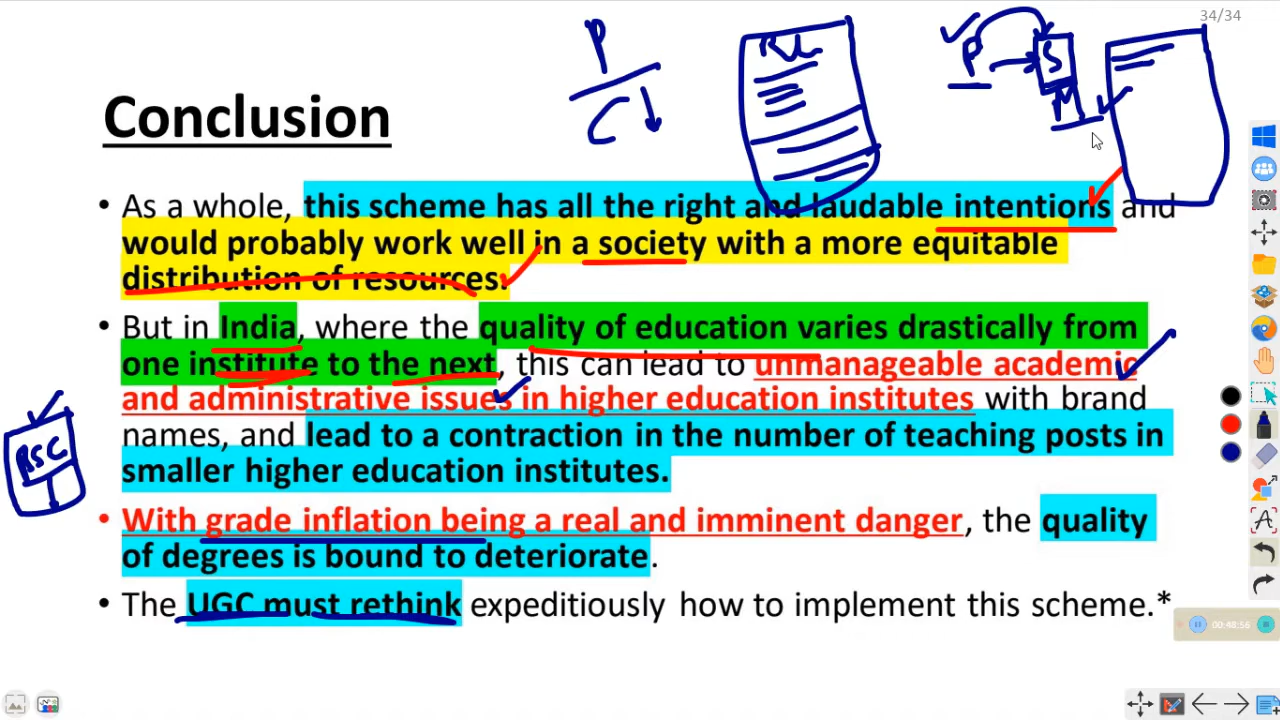 34/34
P
C
RL
P
S
M
Conclusion
• As a whole, this scheme has all the right and laudable intentions and
would probably work well in a society with a more equitable
distribution of resources.
• But in India, where the quality of education varies drastically from
one institute to the next, this can lead to unmanageable academic
and administrative issues in higher education institutes with brand
names, and lead to a contraction in the number of teaching posts in
smaller higher education institutes.
RSC
• With grade inflation being a real and imminent danger, the quality
of degrees is bound to deteriorate.
• The UGC must rethink expeditiously how to implement this scheme.*
00:48:56